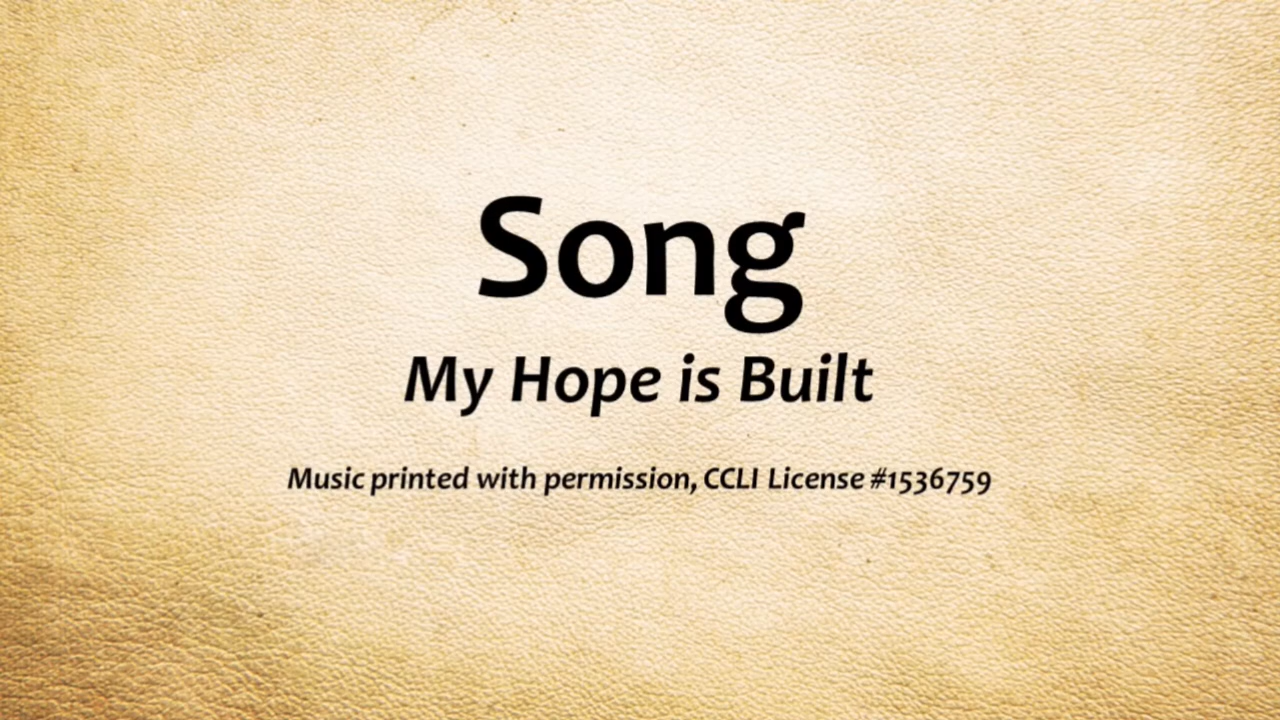 Song
My Hope is Built
Music printed with permission, CCLI License #1536759